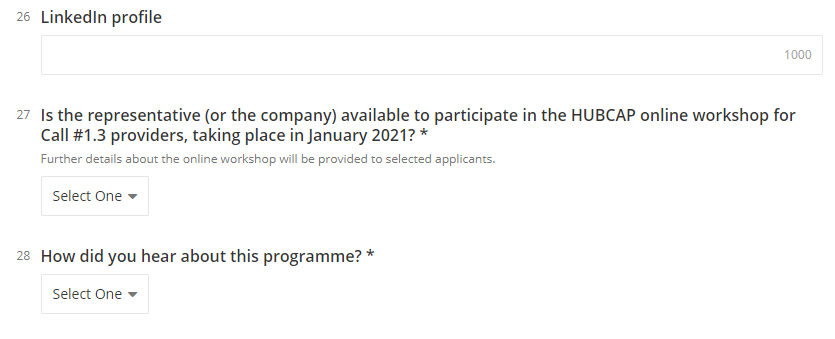 26 LinkedIn profile
1000
27 Is the representative (or the company) available to participate in the HUBCAP online workshop for
Call #1.3 providers, taking place in January 2021? *
Further details about the online workshop will be provided to selected applicants.
Select One
28 How did you hear about this programme? *
Select One